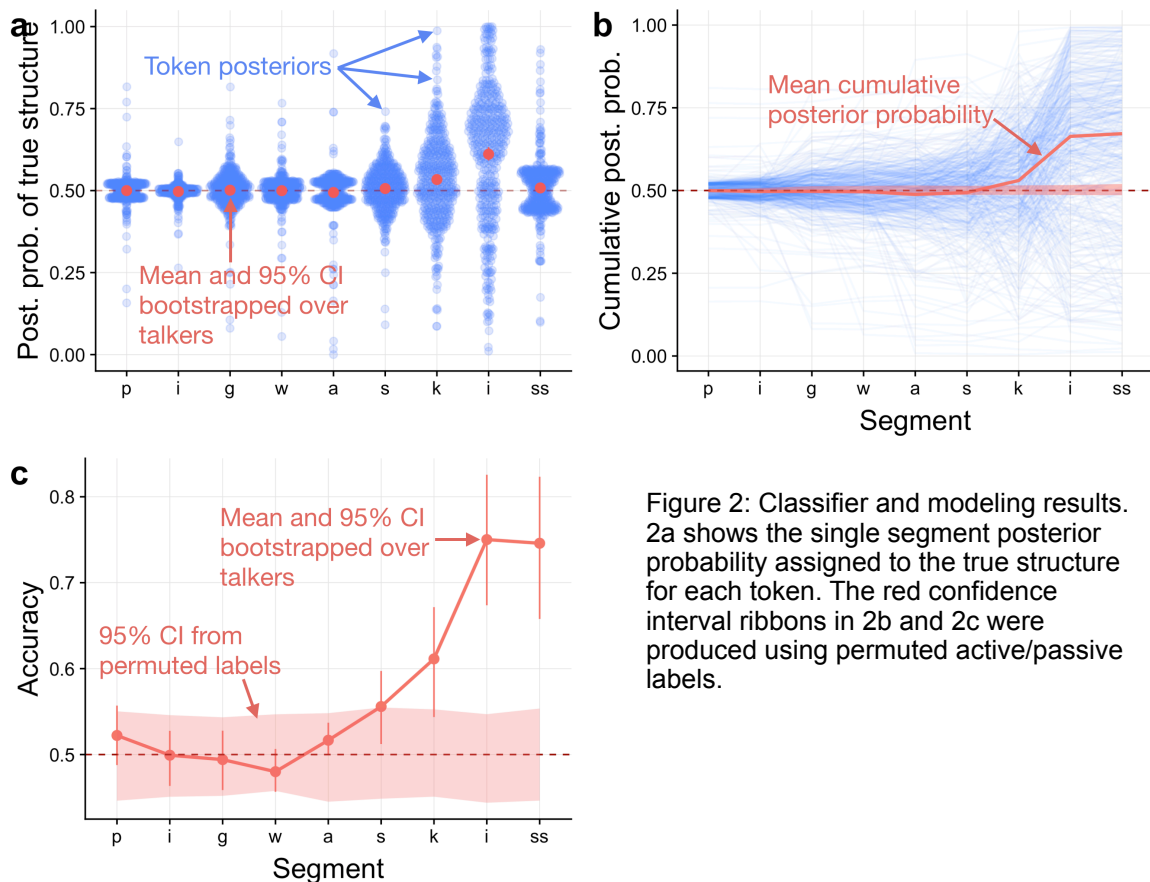 a
Post. prob. of true structure
1.00
0.75
0.50
0.25
0.00
Token posteriors
Mean and 95% CI
bootstrapped over
talkers
p i g w a s k i ss
b
Cumulative post. prob.
1.00
0.75
0.50
0.25
0.00
Mean cumulative
posterior probability
p i g w a s k i ss
Segment
c
Accuracy
0.8
0.7
0.6
0.5
Mean and 95% CI
bootstrapped over
talkers
95% CI from
permuted labels
p i g w a s k i ss
Segment
Figure 2: Classifier and modeling results.
2a shows the single segment posterior
probability assigned to the true structure
for each token. The red confidence
interval ribbons in 2b and 2c were
produced using permuted active/passive
labels.